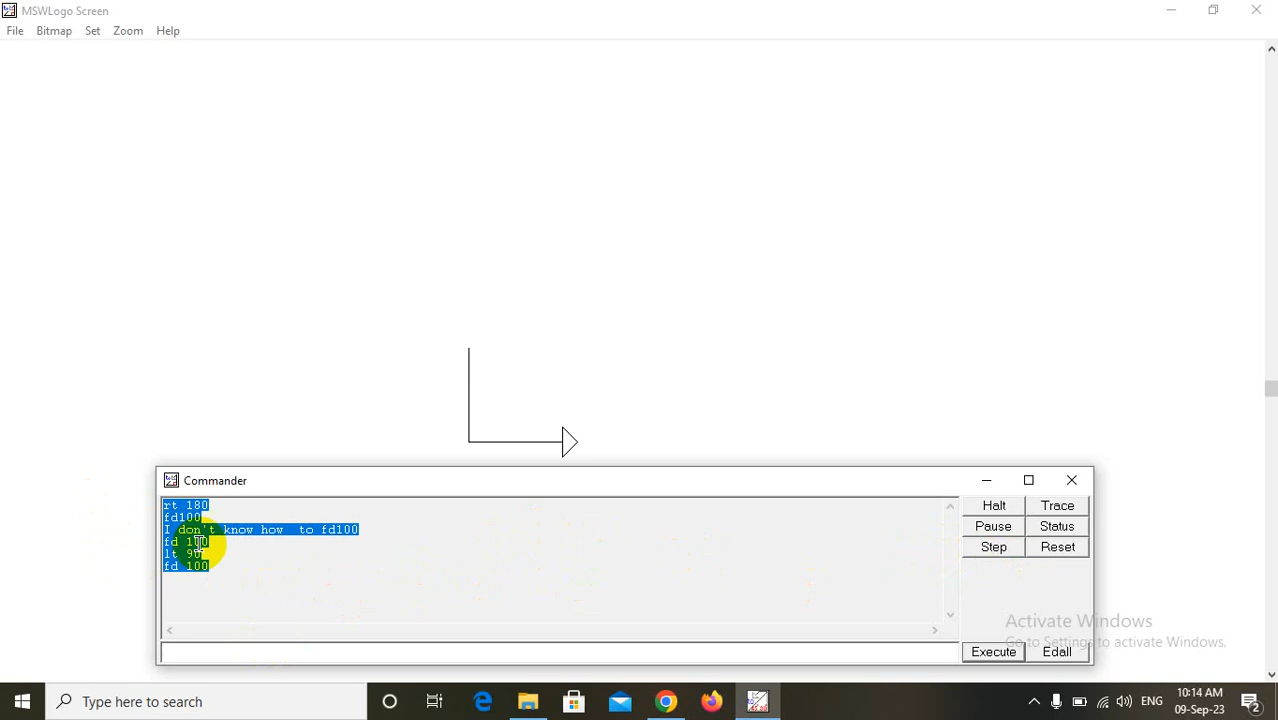 MSWLogo Screen
File Bitmap Set Zoom Help
Commander
rt 180
fd100
I don't know how  to fd100
fd 100
lt 90
fd 100
Halt Trace
Pause Status
Step Reset
Execute Edall
Activate Windows
Go to Settings to activate Windows.
Type here to search
ENG
10:14 AM
09-Sep-23
2